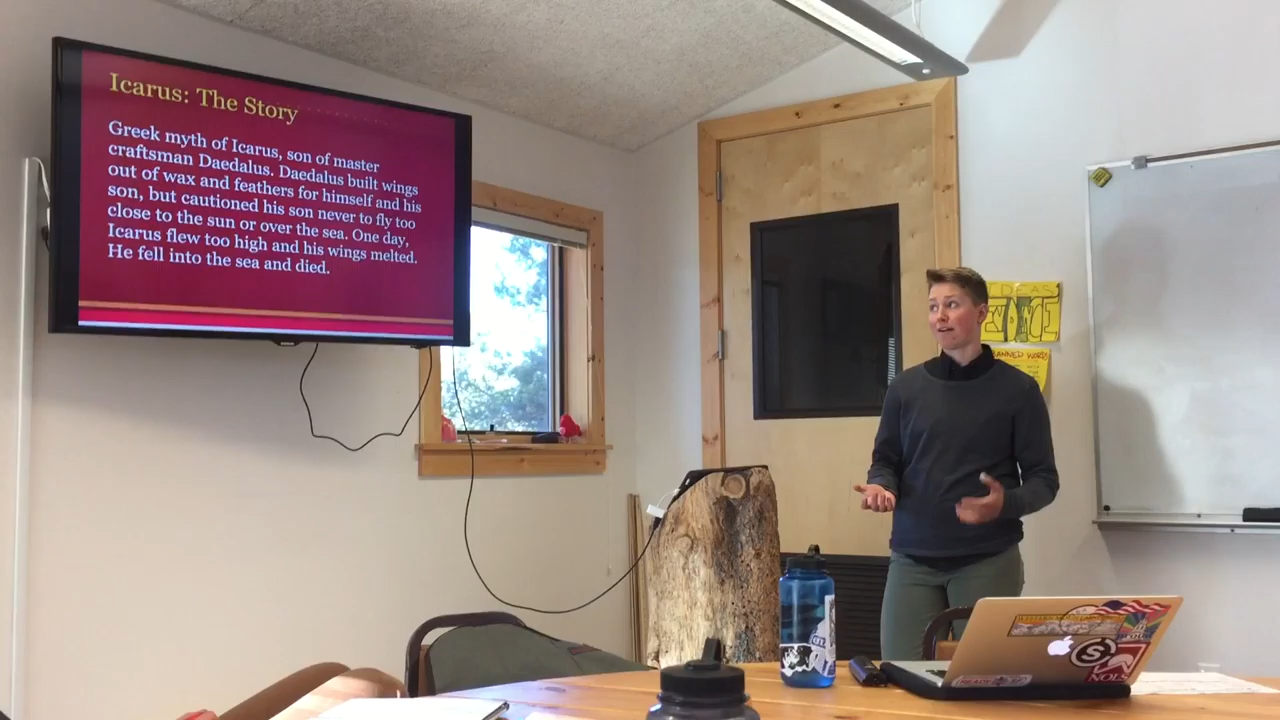 Icarus: The Story
Greek myth of Icarus, son of master
craftsman Daedalus. Daedalus built wings
out of wax and feathers for himself and his
son, but cautioned his son never to fly too
close to the sun or over the sea. One day,
Icarus flew too high and his wings melted.
He fell into the sea and died.
IDEAS
BANNED WORDS
S
NOLS